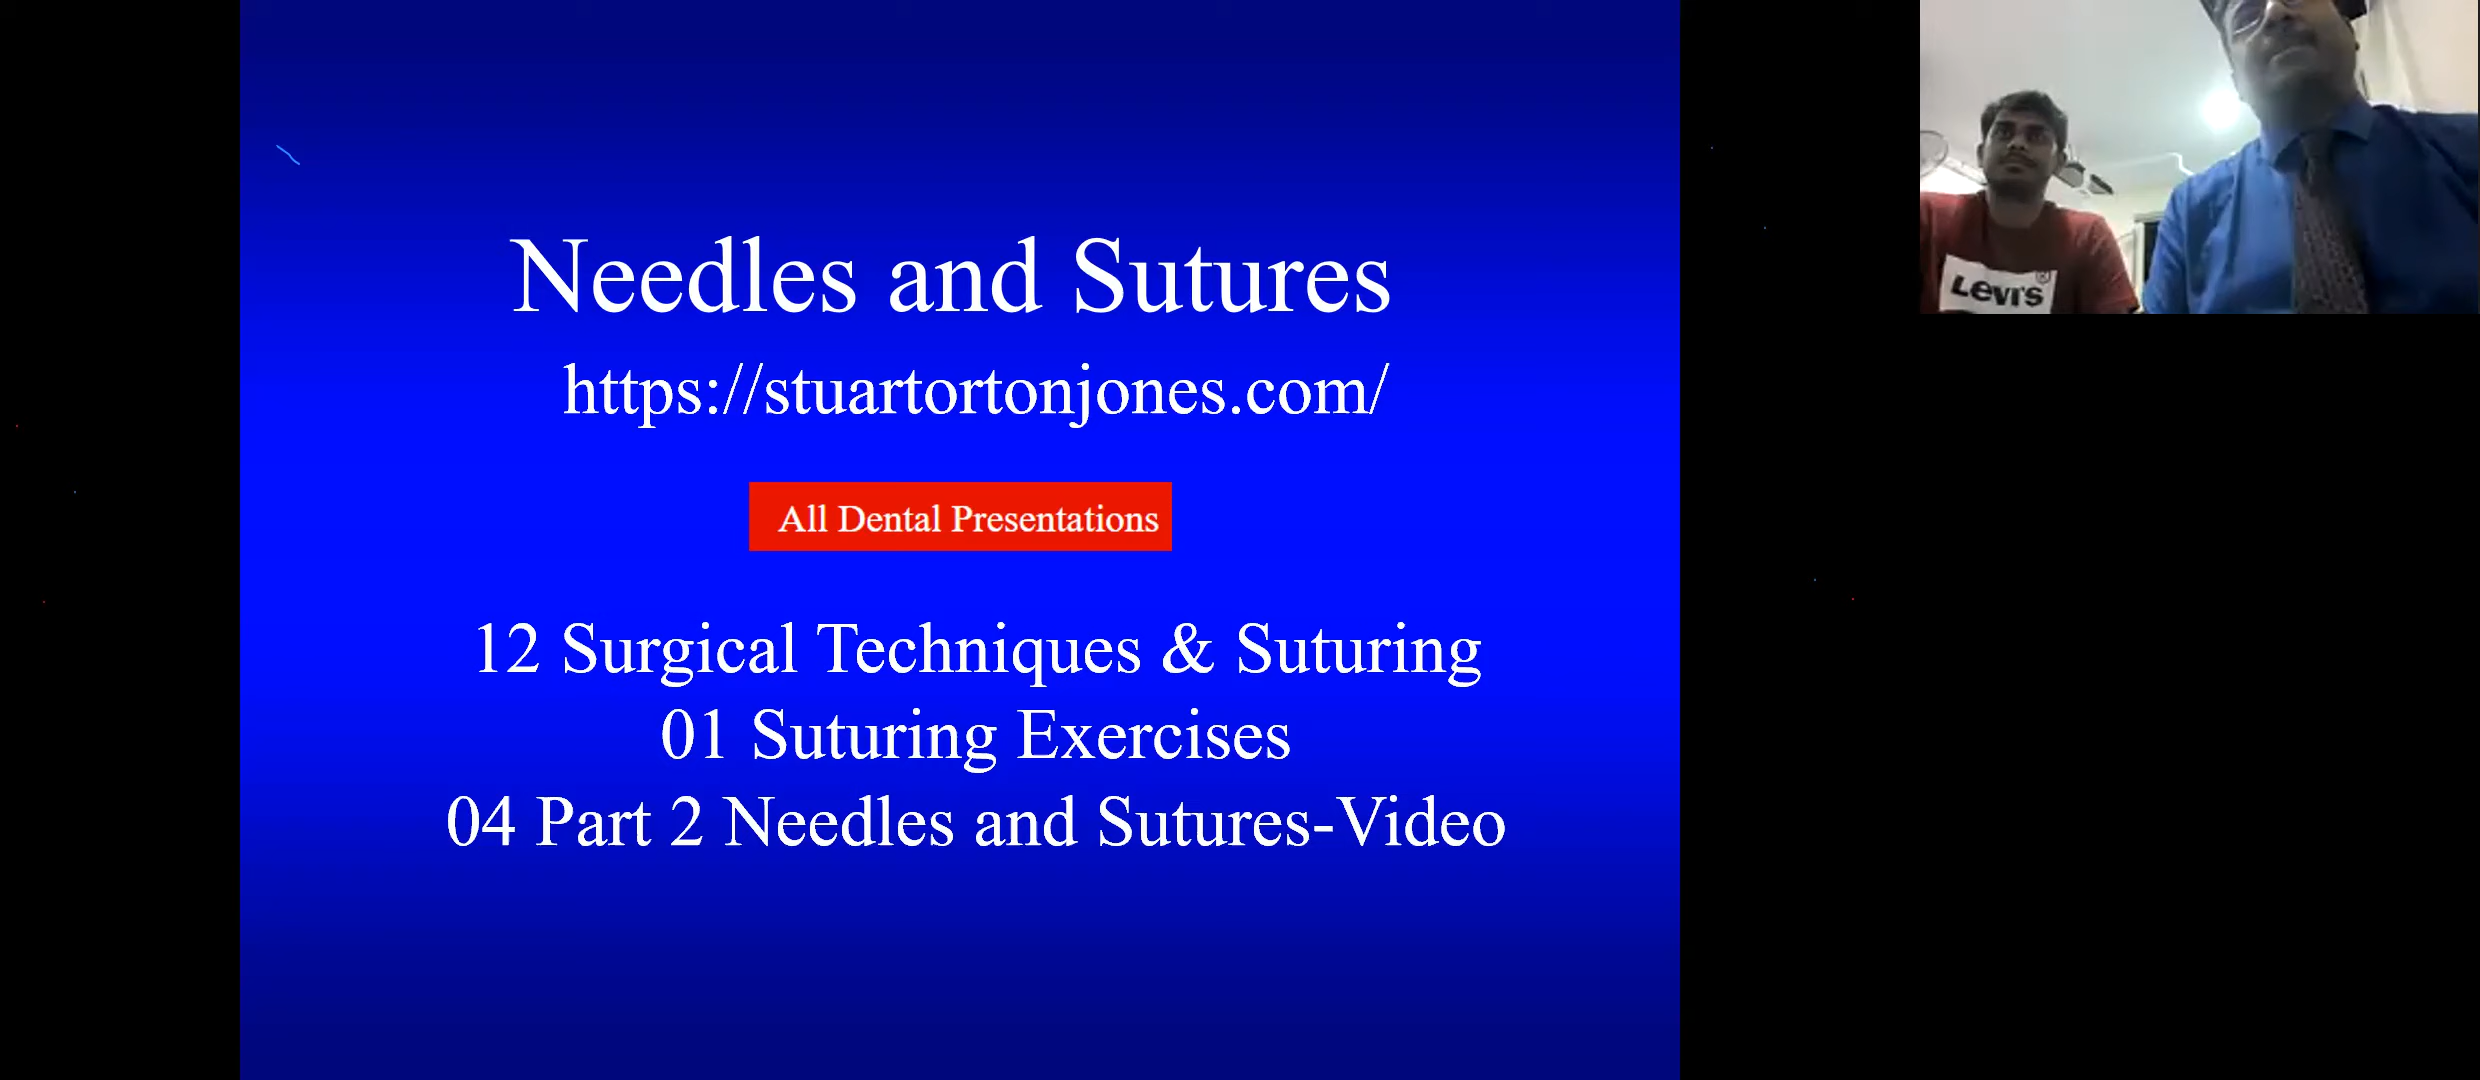 Needles and Sutures
https://stuartortonjones.com/
All Dental Presentations
12 Surgical Techniques & Suturing
01 Suturing Exercises
04 Part 2 Needles and Sutures-Video
Levi's
®